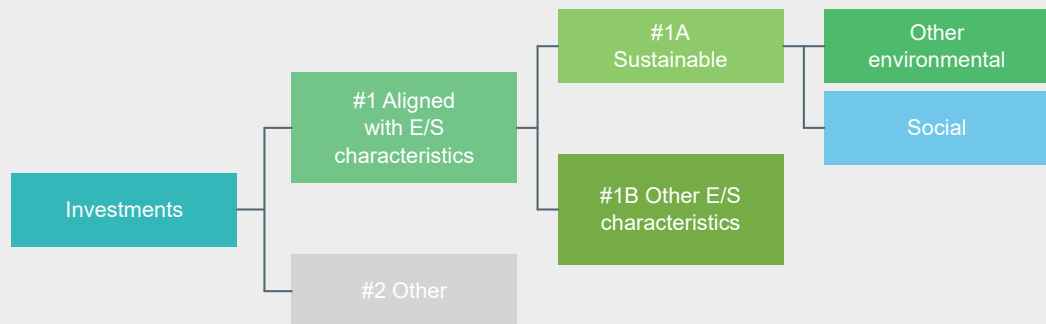 Investments
#1 Aligned
with E/S
characteristics
#2 Other
#1A
Sustainable
#1B Other E/S
characteristics
Other
environmental
Social